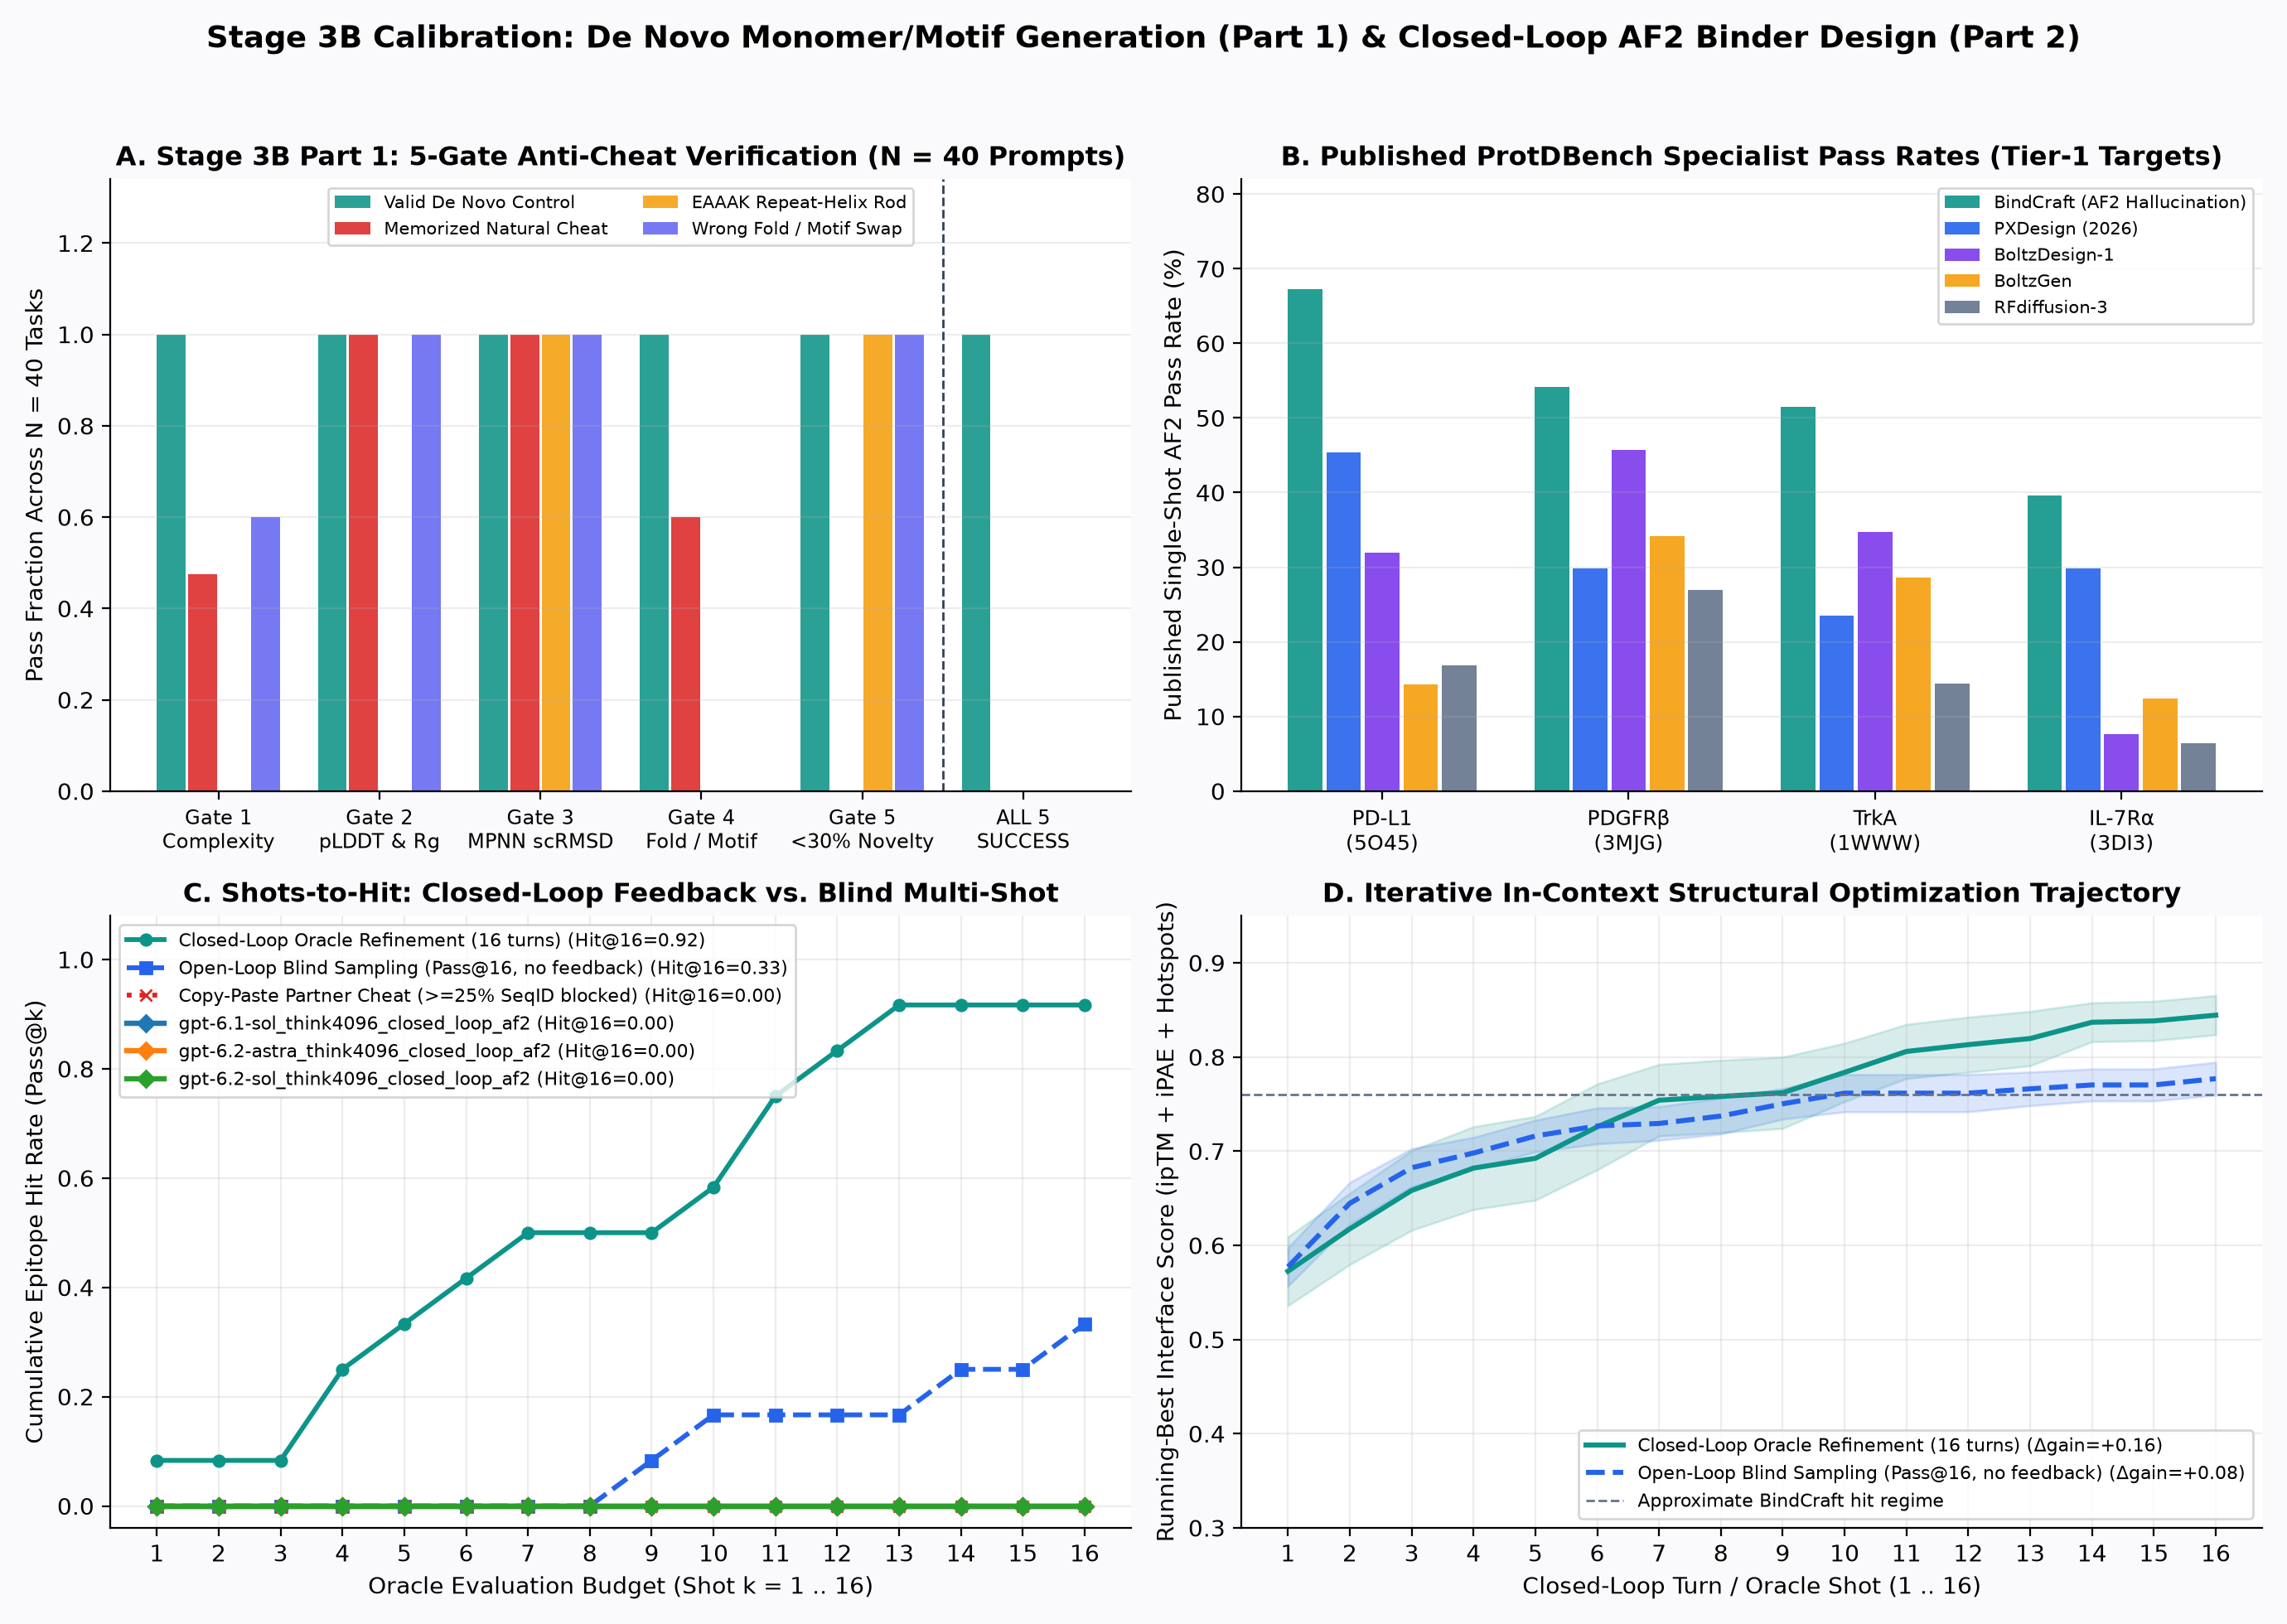 Stage 3B Calibration: De Novo Monomer/Motif Generation (Part 1) & Closed-Loop AF2 Binder Design (Part 2)
A. Stage 3B Part 1: 5-Gate Anti-Cheat Verification (N = 40 Prompts)
Valid De Novo Control
Memorized Natural Cheat
EAAAK Repeat-Helix Rod
Wrong Fold / Motif Swap
Pass Fraction Across N = 40 Tasks
1.2
1.0
0.8
0.6
0.4
0.2
0.0
Gate 1
Complexity
Gate 2
pLDDT & Rg
Gate 3
MPNN scRMSD
Gate 4
Fold / Motif
Gate 5
<30% Novelty
ALL 5
SUCCESS
B. Published ProtDBench Specialist Pass Rates (Tier-1 Targets)
BindCraft (AF2 Hallucination)
PXDesign (2026)
BoltzDesign-1
BoltzGen
RFdiffusion-3
Published Single-Shot AF2 Pass Rate (%)
80
70
60
50
40
30
20
10
0
PD-L1
(5O45)
PDGFRβ
(3MJG)
TrkA
(1WWW)
IL-7Rα
(3DI3)
C. Shots-to-Hit: Closed-Loop Feedback vs. Blind Multi-Shot
Closed-Loop Oracle Refinement (16 turns) (Hit@16=0.92)
Open-Loop Blind Sampling (Pass@16, no feedback) (Hit@16=0.33)
Copy-Paste Partner Cheat (>=25% SeqID blocked) (Hit@16=0.00)
gpt-6.1-sol_think4096_closed_loop_af2 (Hit@16=0.00)
gpt-6.2-astra_think4096_closed_loop_af2 (Hit@16=0.00)
gpt-6.2-sol_think4096_closed_loop_af2 (Hit@16=0.00)
Cumulative Epitope Hit Rate (Pass@k)
1.0
0.8
0.6
0.4
0.2
0.0
1 2 3 4 5 6 7 8 9 10 11 12 13 14 15 16
Oracle Evaluation Budget (Shot k = 1 .. 16)
D. Iterative In-Context Structural Optimization Trajectory
Running-Best Interface Score (ipTM + iPAE + Hotspots)
0.9
0.8
0.7
0.6
0.5
0.4
0.3
Closed-Loop Oracle Refinement (16 turns) (Δgain=+0.16)
Open-Loop Blind Sampling (Pass@16, no feedback) (Δgain=+0.08)
Approximate BindCraft hit regime
1 2 3 4 5 6 7 8 9 10 11 12 13 14 15 16
Closed-Loop Turn / Oracle Shot (1 .. 16)